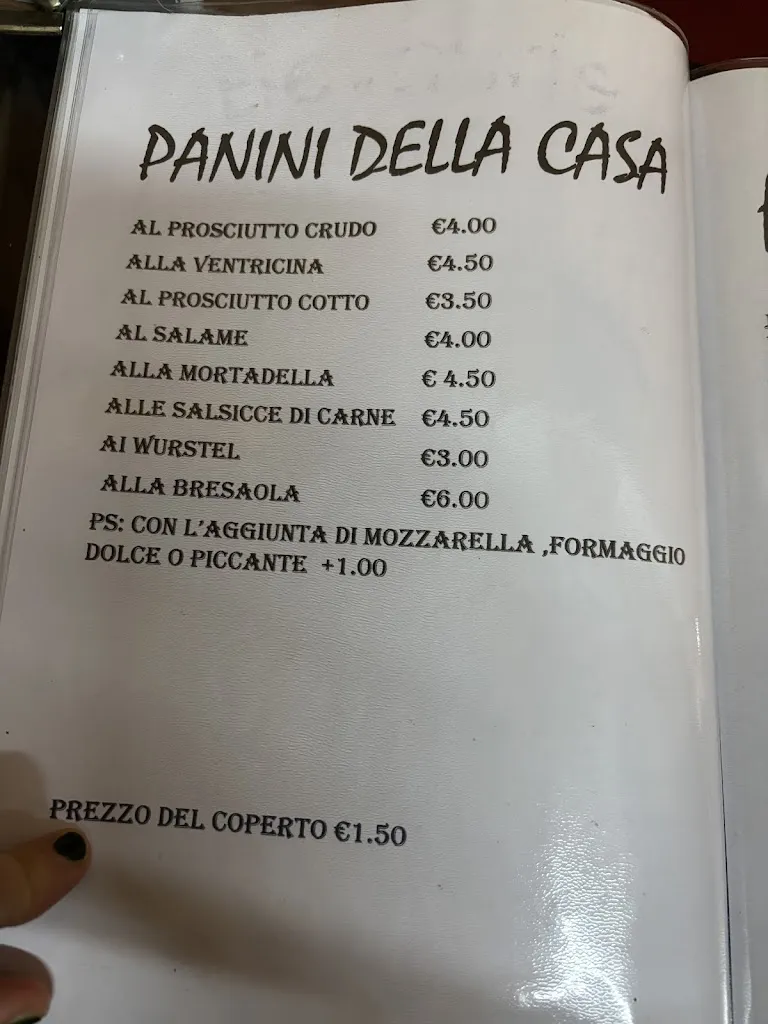 PANINI DELLA CASA
AL PROSCIUTTO CRUDO €4.00
ALLA VENTRICINA €4.50
AL PROSCIUTTO COTTO €3.50
AL SALAME €4.00
ALLA MORTADELLA € 4.50
ALLE SALSICCE DI CARNE €4.50
AI WURSTEL €3.00
ALLA BRESAOLA €6.00
PS: CON L'AGGIUNTA DI MOZZARELLA ,FORMAGGIO
DOLCE O PICCANTE +1.00
PREZZO DEL COPERTO €1.50